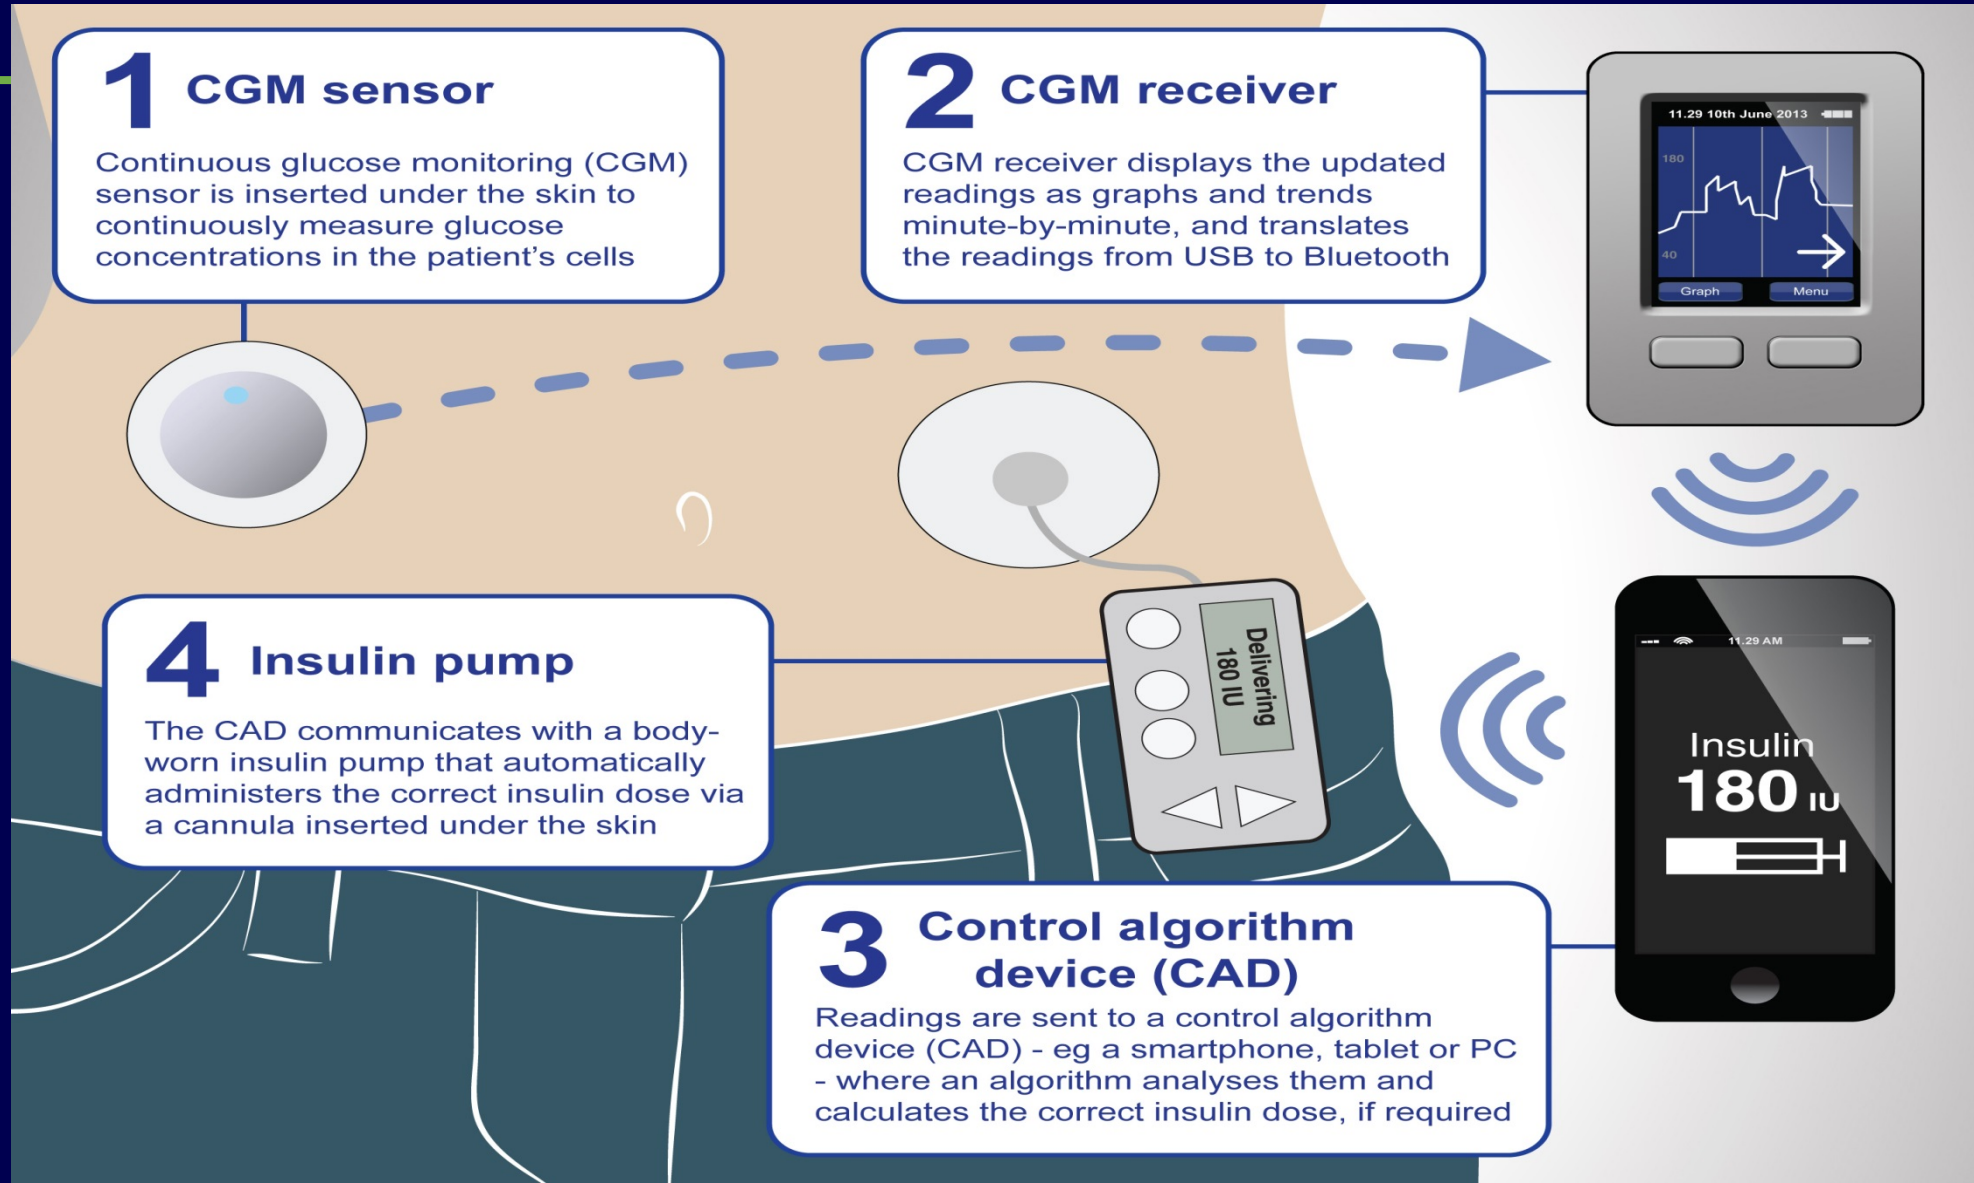 1 CGM sensor
Continuous glucose monitoring (CGM)
sensor is inserted under the skin to
continuously measure glucose
concentrations in the patient's cells
2 CGM receiver
CGM receiver displays the updated
readings as graphs and trends
minute-by-minute, and translates
the readings from USB to Bluetooth
11.29 10th June 2013
180
40
Graph Menu
4 Insulin pump
The CAD communicates with a body-
worn insulin pump that automatically
administers the correct insulin dose via
a cannula inserted under the skin
Delivering
180 IU
11.29 AM
Insulin
180 IU
3 Control algorithm
device (CAD)
Readings are sent to a control algorithm
device (CAD) - eg a smartphone, tablet or PC
- where an algorithm analyses them and
calculates the correct insulin dose, if required